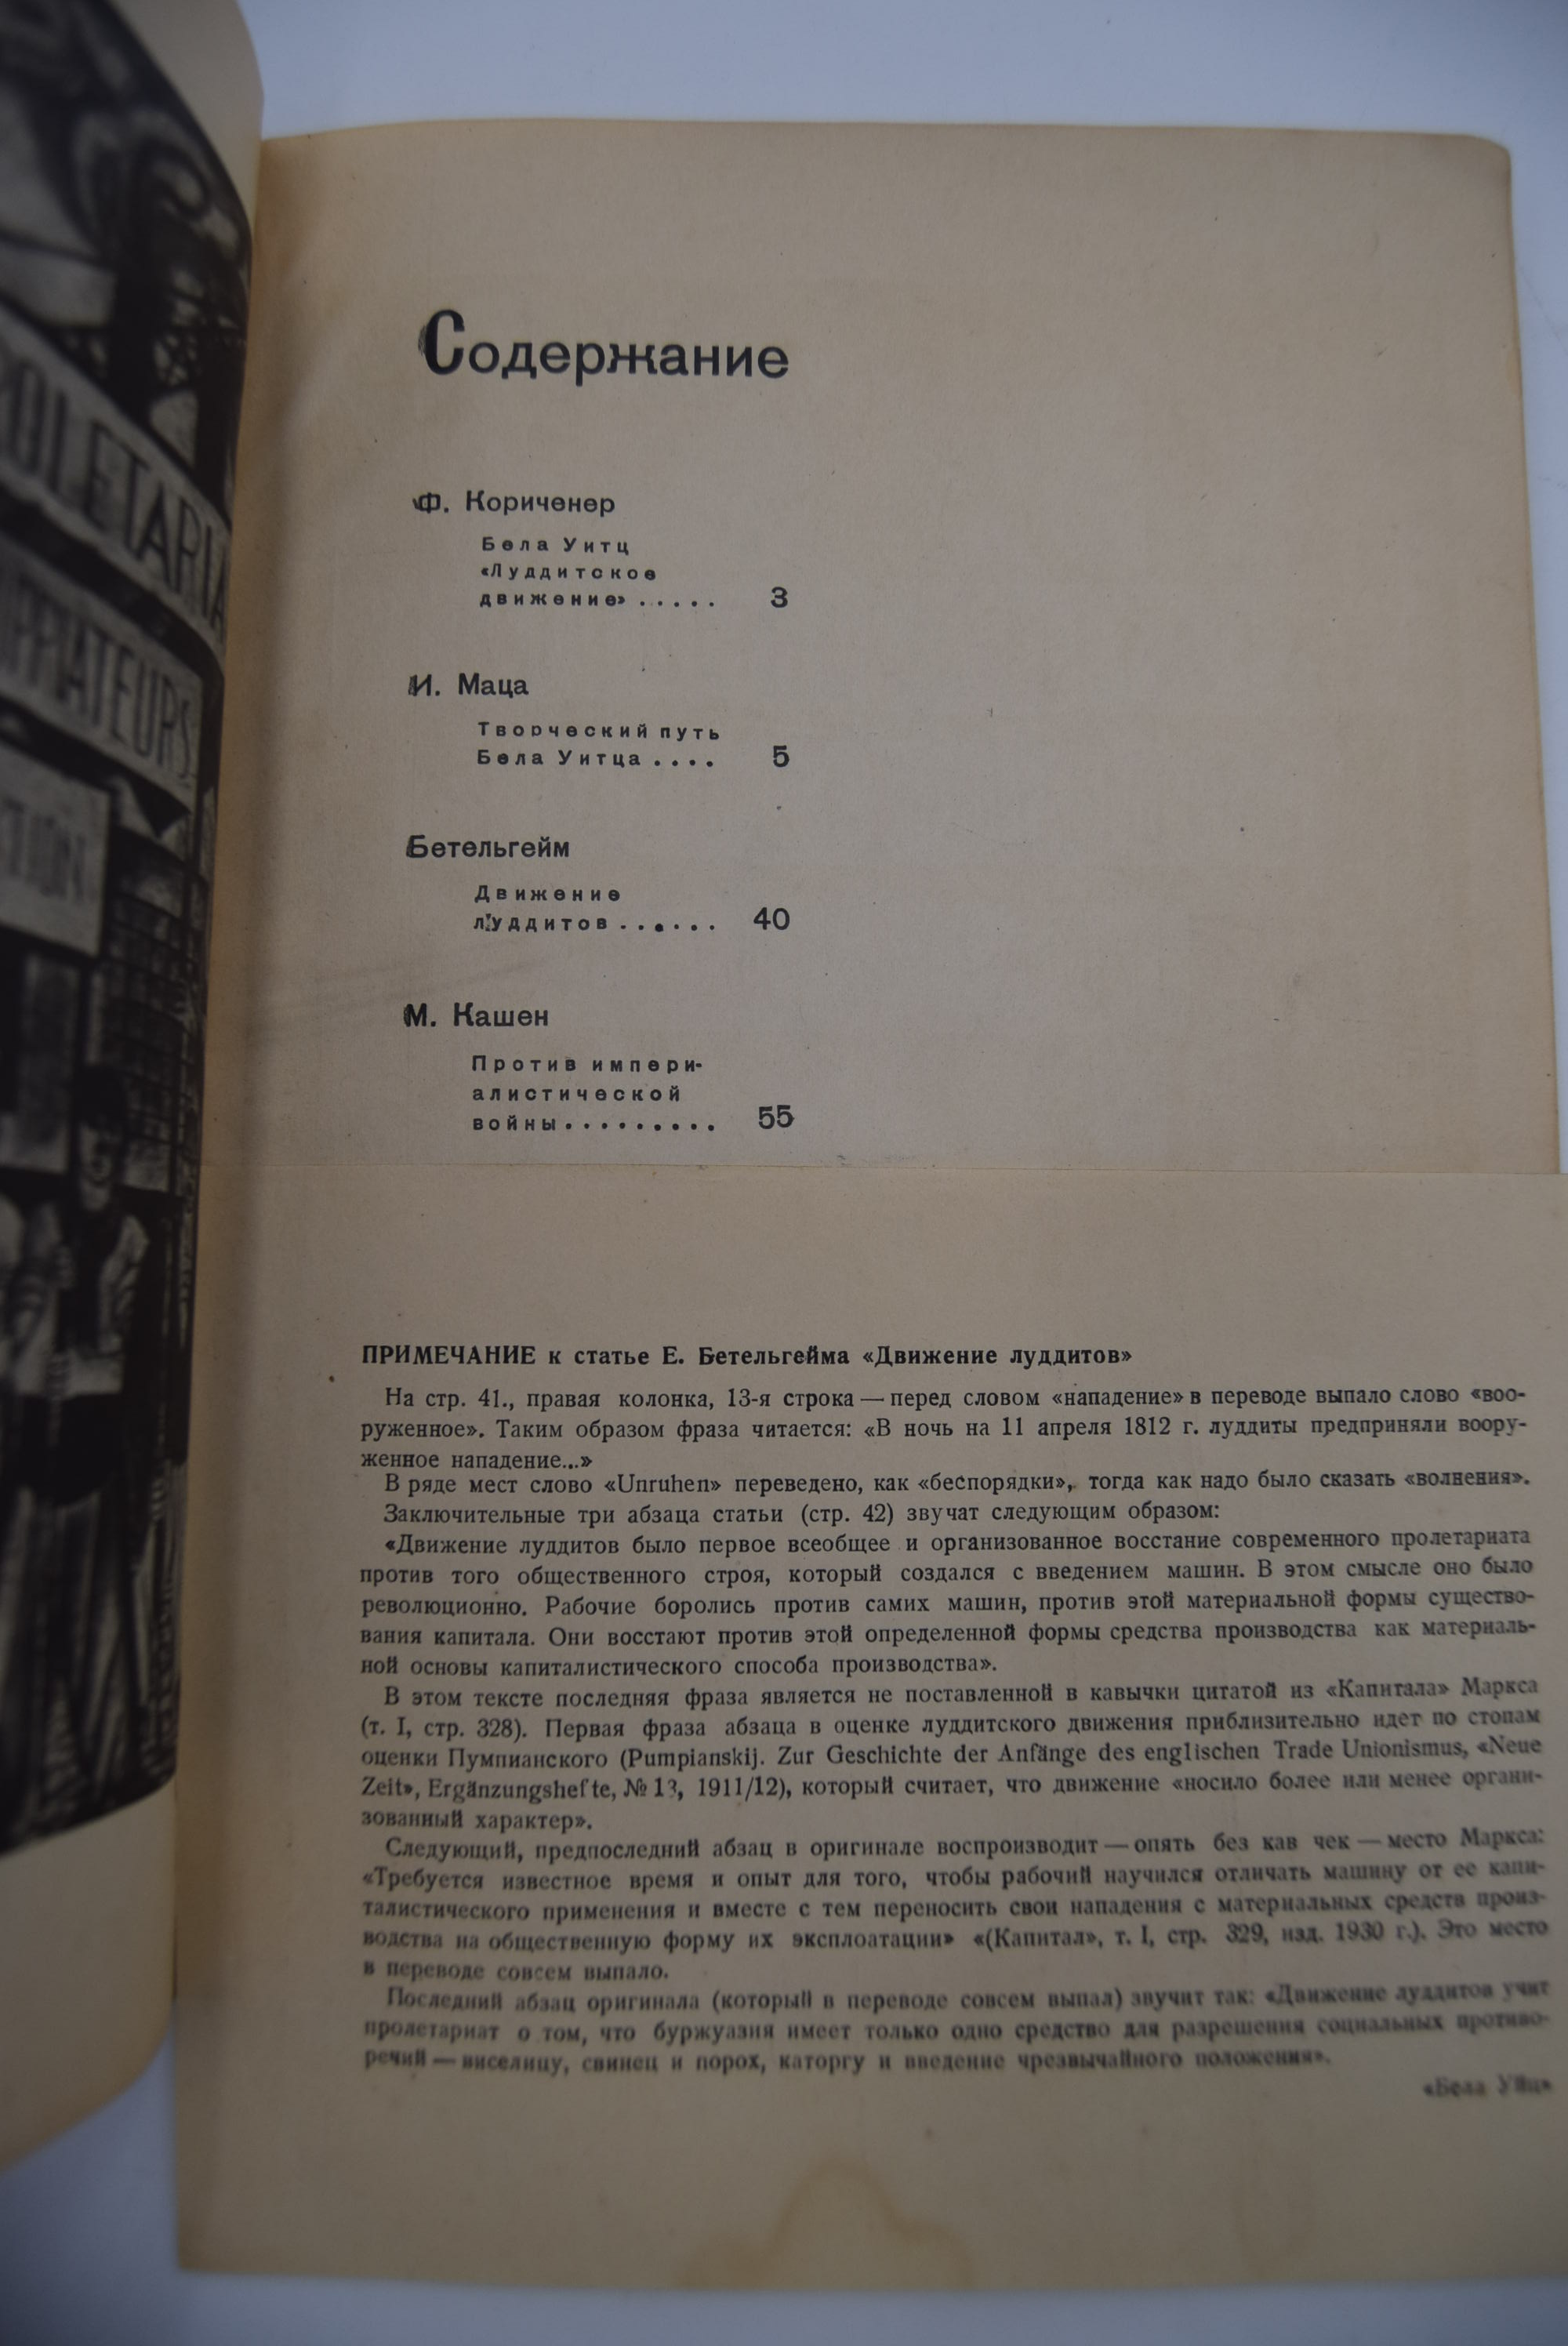 OLETARIA
PPIATEURS
CTION
Содержание
Ф. Кориченер
Бела Уитц
«Луддитское
движение» ..... 3
И. Маца
Творческий путь
Бела Уитца .... 5
Бетельгейм
Движение
луддитов ...... 40
М. Кашен
Против импери-
алистической
войны ......... 55
ПРИМЕЧАНИЕ к статье Е. Бетельгейма «Движение луддитов»
На стр. 41., правая колонка, 13-я строка — перед словом «нападение» в переводе выпало слово «воо-
руженное». Таким образом фраза читается: «В ночь на 11 апреля 1812 г. луддиты предприняли воору-
женное нападение...»
В ряде мест слово «Unruhen» переведено, как «беспорядки», тогда как надо было сказать «волнения».
Заключительные три абзаца статьи (стр. 42) звучат следующим образом:
«Движение луддитов было первое всеобщее и организованное восстание современного пролетариата
против того общественного строя, который создался с введением машин. В этом смысле оно было
революционно. Рабочие боролись против самих машин, против этой материальной формы существо-
вания капитала. Они восстают против этой определенной формы средства производства как материаль-
ной основы капиталистического способа производства».
В этом тексте последняя фраза является не поставленной в кавычки цитатой из «Капитала» Маркса
(т. I, стр. 328). Первая фраза абзаца в оценке луддитского движения приблизительно идет по стопам
оценки Пумпианского (Pumpianskij. Zur Geschichte der Anfänge des englischen Trade Unionismus, «Neue
Zeit», Ergänzungshefte, № 13, 1911/12), который считает, что движение «носило более или менее органи-
зованный характер».
Следующий, предпоследний абзац в оригинале воспроизводит — опять без кав чек — место Маркса:
«Требуется известное время и опыт для того, чтобы рабочий научился отличать машину от ее капи-
талистического применения и вместе с тем переносить свои нападения с материальных средств произ-
водства на общественную форму их эксплоатации» «(Капитал», т. I, стр. 329, изд. 1930 г.). Это место
в переводе совсем выпало.
Последний абзац оригинала (который в переводе совсем выпал) звучит так: «Движение луддитов учит
пролетариат о том, что буржуазия имеет только одно средство для разрешения социальных противо-
речий — виселицу, свинец и порох, каторгу и введение чрезвычайного положения».
«Бела Уйц»